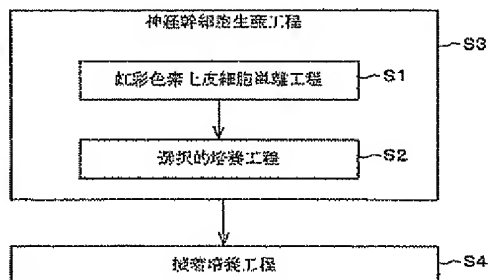 神経幹細胞生産工程
S3
虹彩色素上皮細胞単離工程
S1
選択的培養工程
S2
接着培養工程
S4